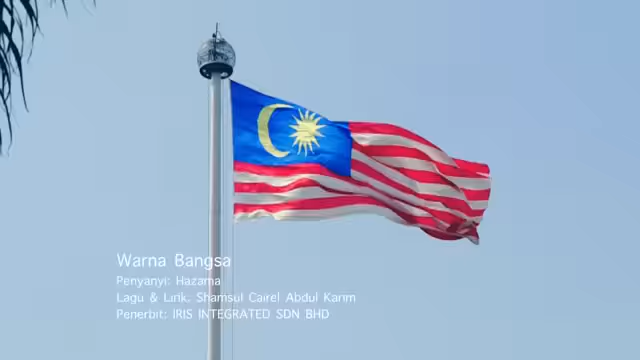 Warna Bangsa
Penyanyi: Hazama
Lagu & Lirik. Shamsul Cairel Abdul Karim
Penerbit: IRIS INTEGRATED SDN BHD